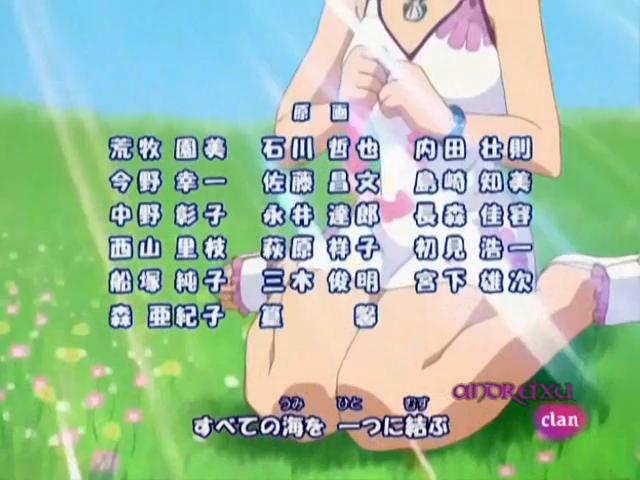 原 画
荒牧 園美 石川 哲也 内田 壮則
今野 幸一 佐藤 昌文 島崎 知美
中野 彰子 永井 達郎 長森 佳容
西山 里枝 萩原 祥子 初見 浩一
船塚 純子 三木 俊明 宮下 雄次
森 亜紀子 篁 馨
andreixu
clan
うみ ひと むす
すべての海を 一つに結ぶ